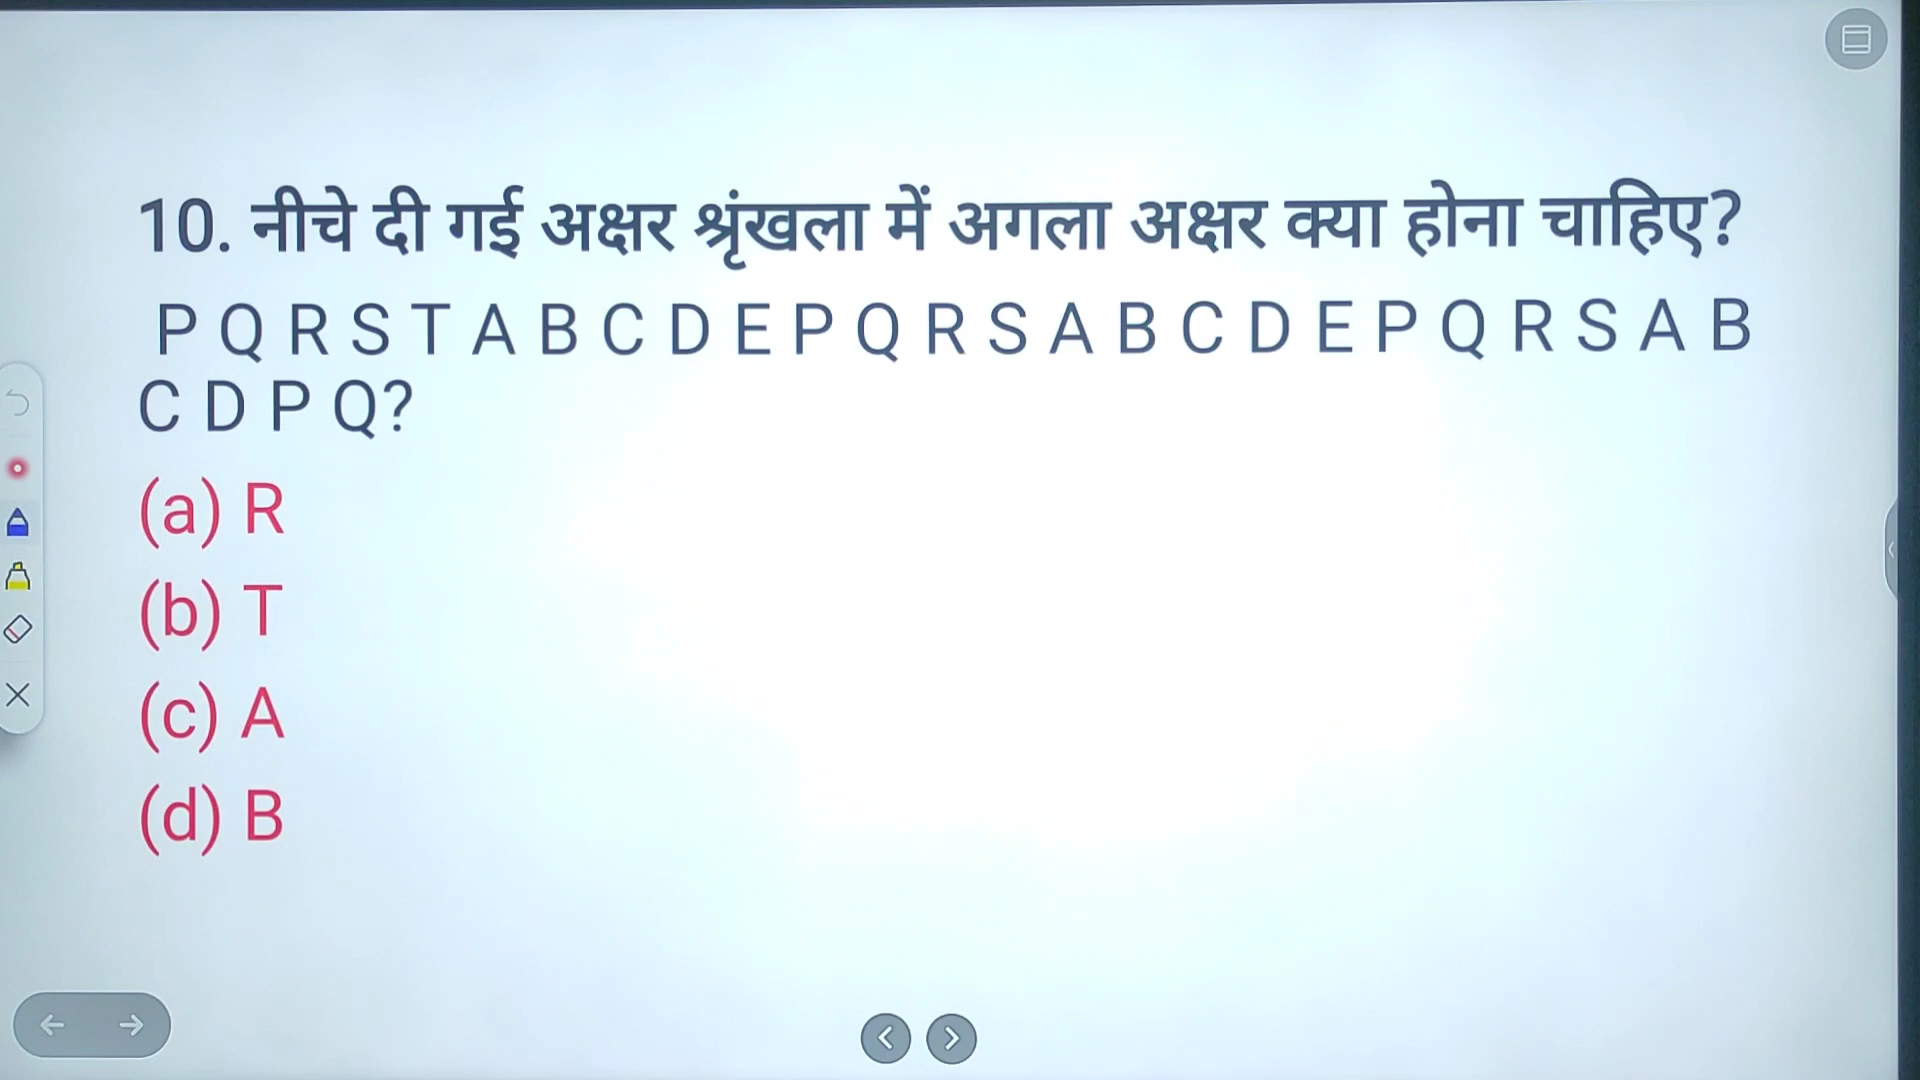 10. नीचे दी गई अक्षर श्रृंखला में अगला अक्षर क्या होना चाहिए?
P Q R S T A B C D E P Q R S A B C D E P Q R S A B
C D P Q?
(a) R
(b) T
(c) A
(d) B